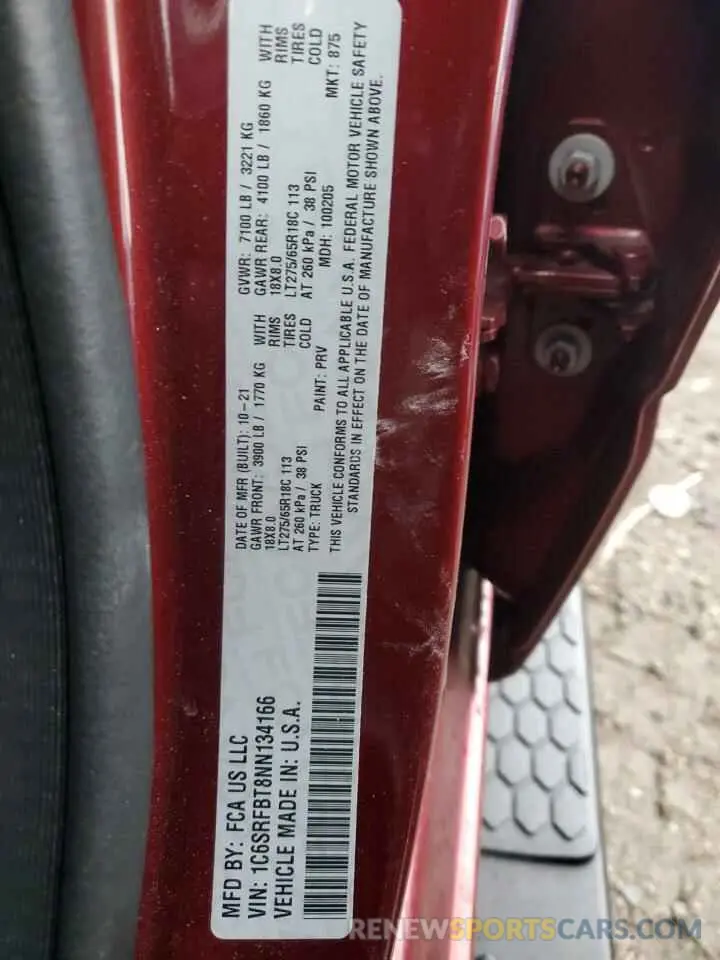 MFD BY: FCA US LLC
VIN: 1C6SRFBT8NN134166
VEHICLE MADE IN: U.S.A.
DATE OF MFR (BUILT): 10-21
GVWR: 7100 LB / 3221 KG
GAWR FRONT: 3900 LB / 1770 KG WITH
GAWR REAR: 4100 LB / 1860 KG WITH
18X8.0 RIMS
18X8.0 RIMS
LT275/65R18C 113 TIRES
LT275/65R18C 113 TIRES
AT 260 kPa / 38 PSI COLD
AT 260 kPa / 38 PSI COLD
TYPE: TRUCK PAINT: PRV MDH: 100205 MKT: 875
THIS VEHICLE CONFORMS TO ALL APPLICABLE U.S.A. FEDERAL MOTOR VEHICLE SAFETY
STANDARDS IN EFFECT ON THE DATE OF MANUFACTURE SHOWN ABOVE.
RENEWSPORTSCARS.COM